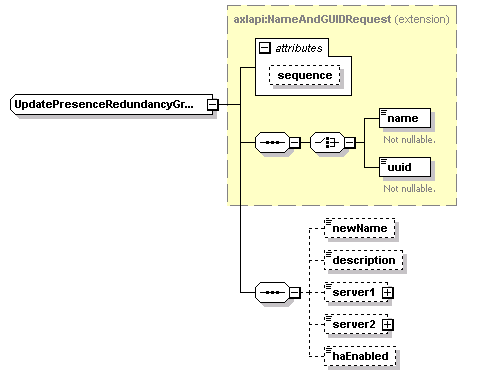 axlapi:NameAndGUIDRequest (extension)
attributes
sequence
UpdatePresenceRedundancyGr...
name
Not nullable.
uuid
Not nullable.
newName
description
server1
server2
haEnabled